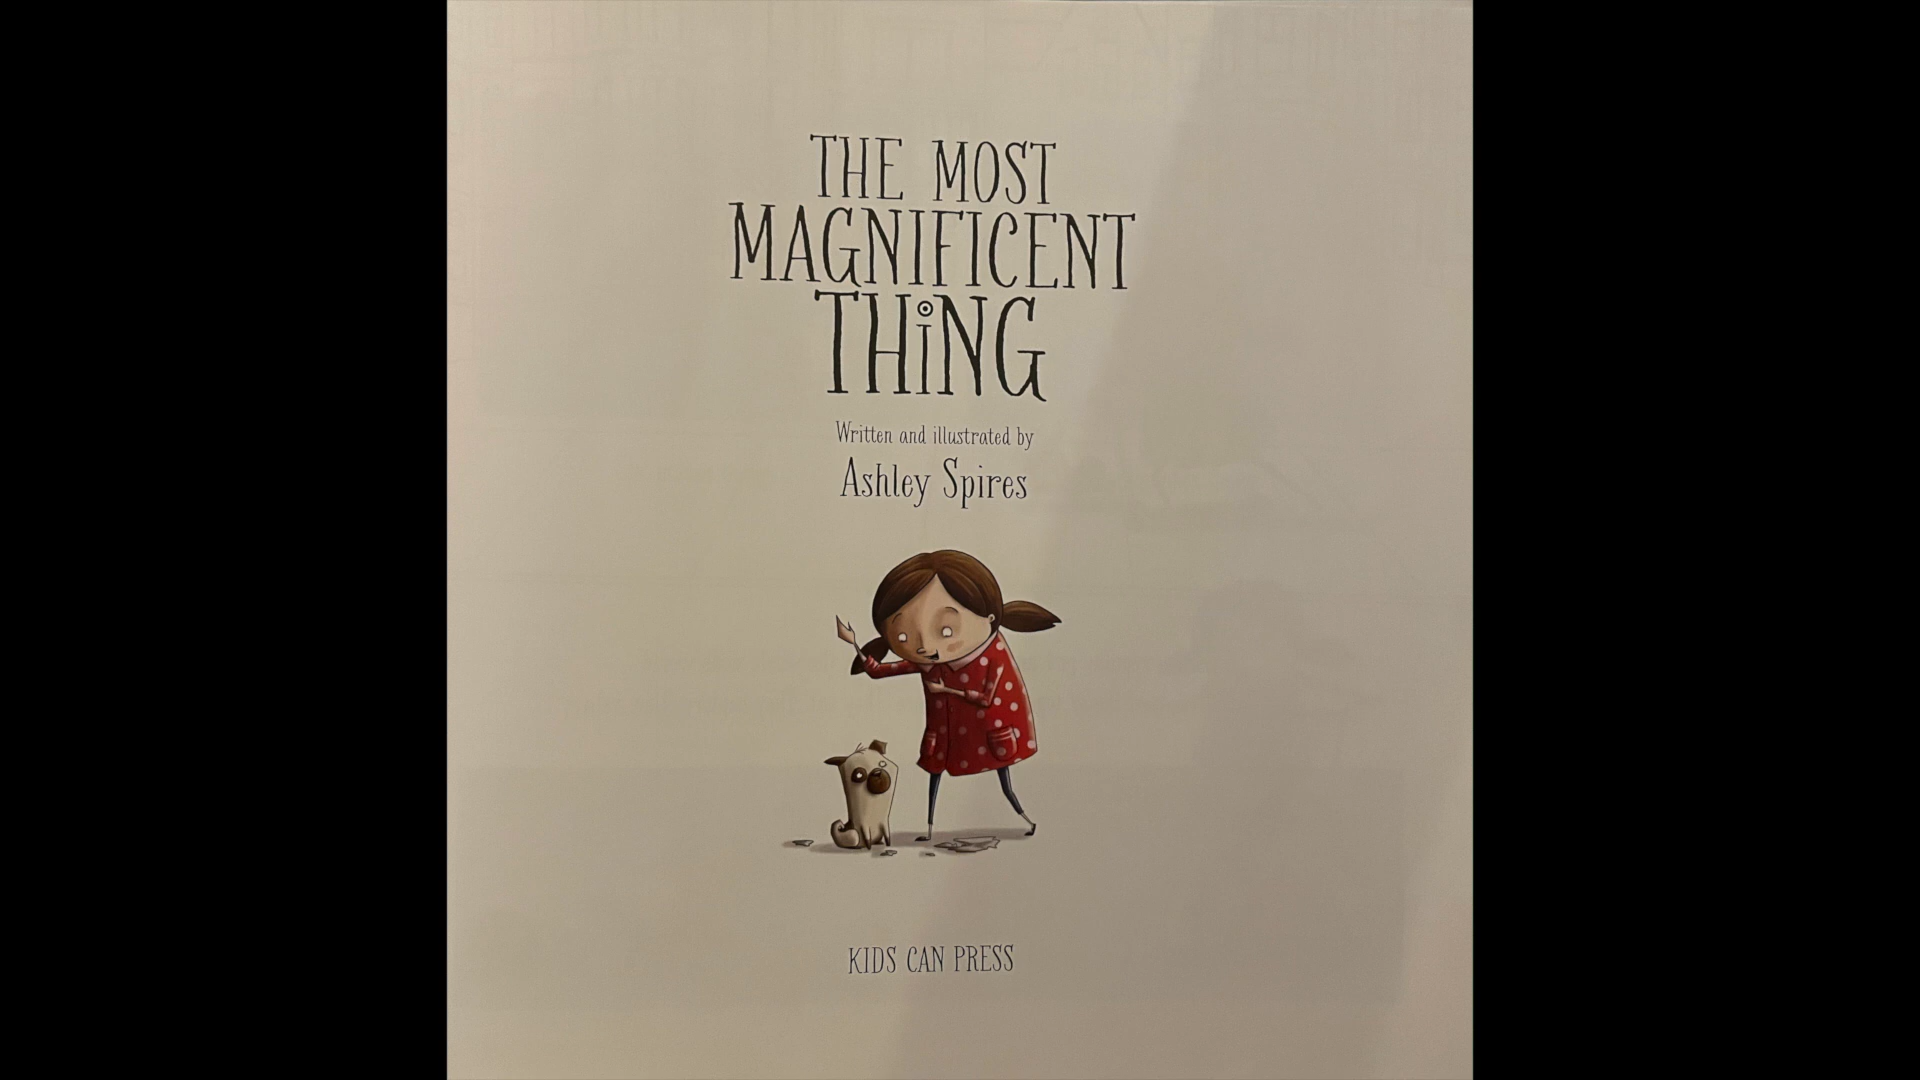 THE MOST
MAGNIFICENT
THiNG
Written and illustrated by
Ashley Spires
KIDS CAN PRESS